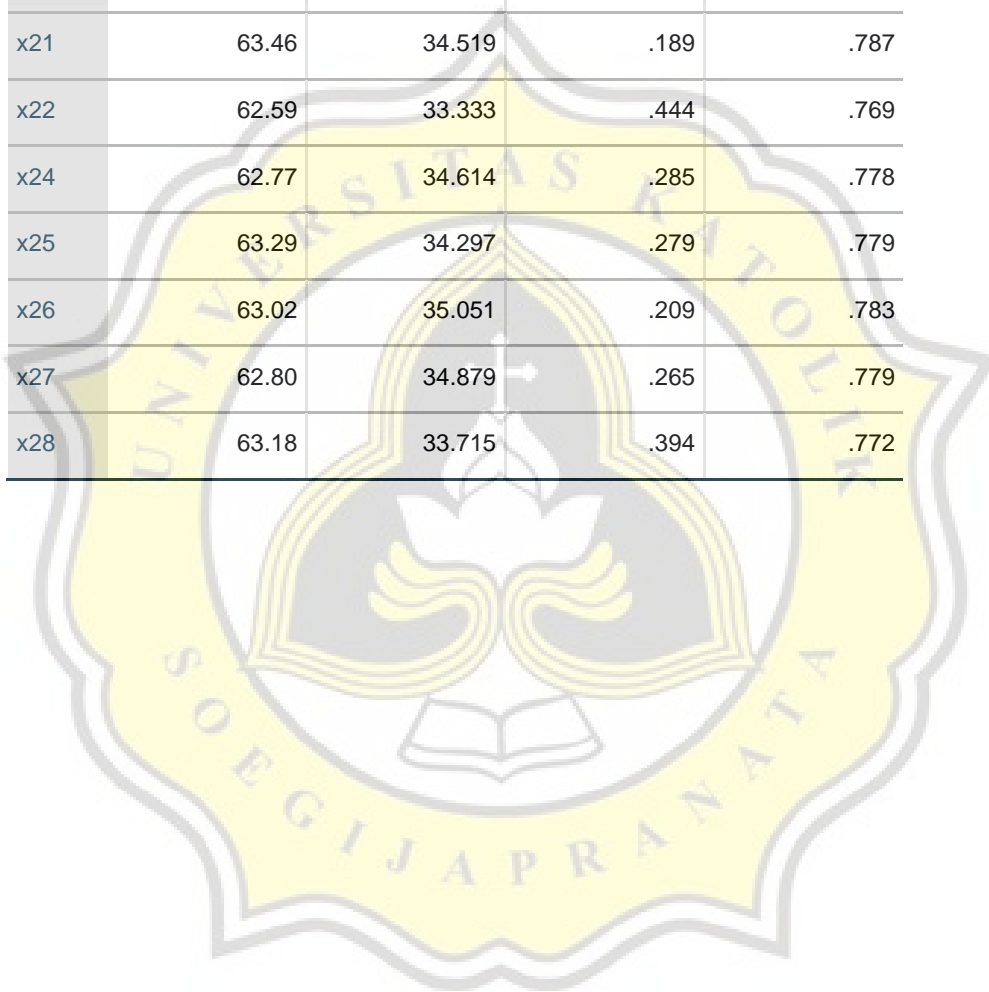 x21 63.46 34.519 .189 .787
x22 62.59 33.333 .444 .769
x24 62.77 34.614 .285 .778
x25 63.29 34.297 .279 .779
x26 63.02 35.051 .209 .783
x27 62.80 34.879 .265 .779
x28 63.18 33.715 .394 .772
UNIVERSITAS KATOLIK
SOEGIJAPRANATA